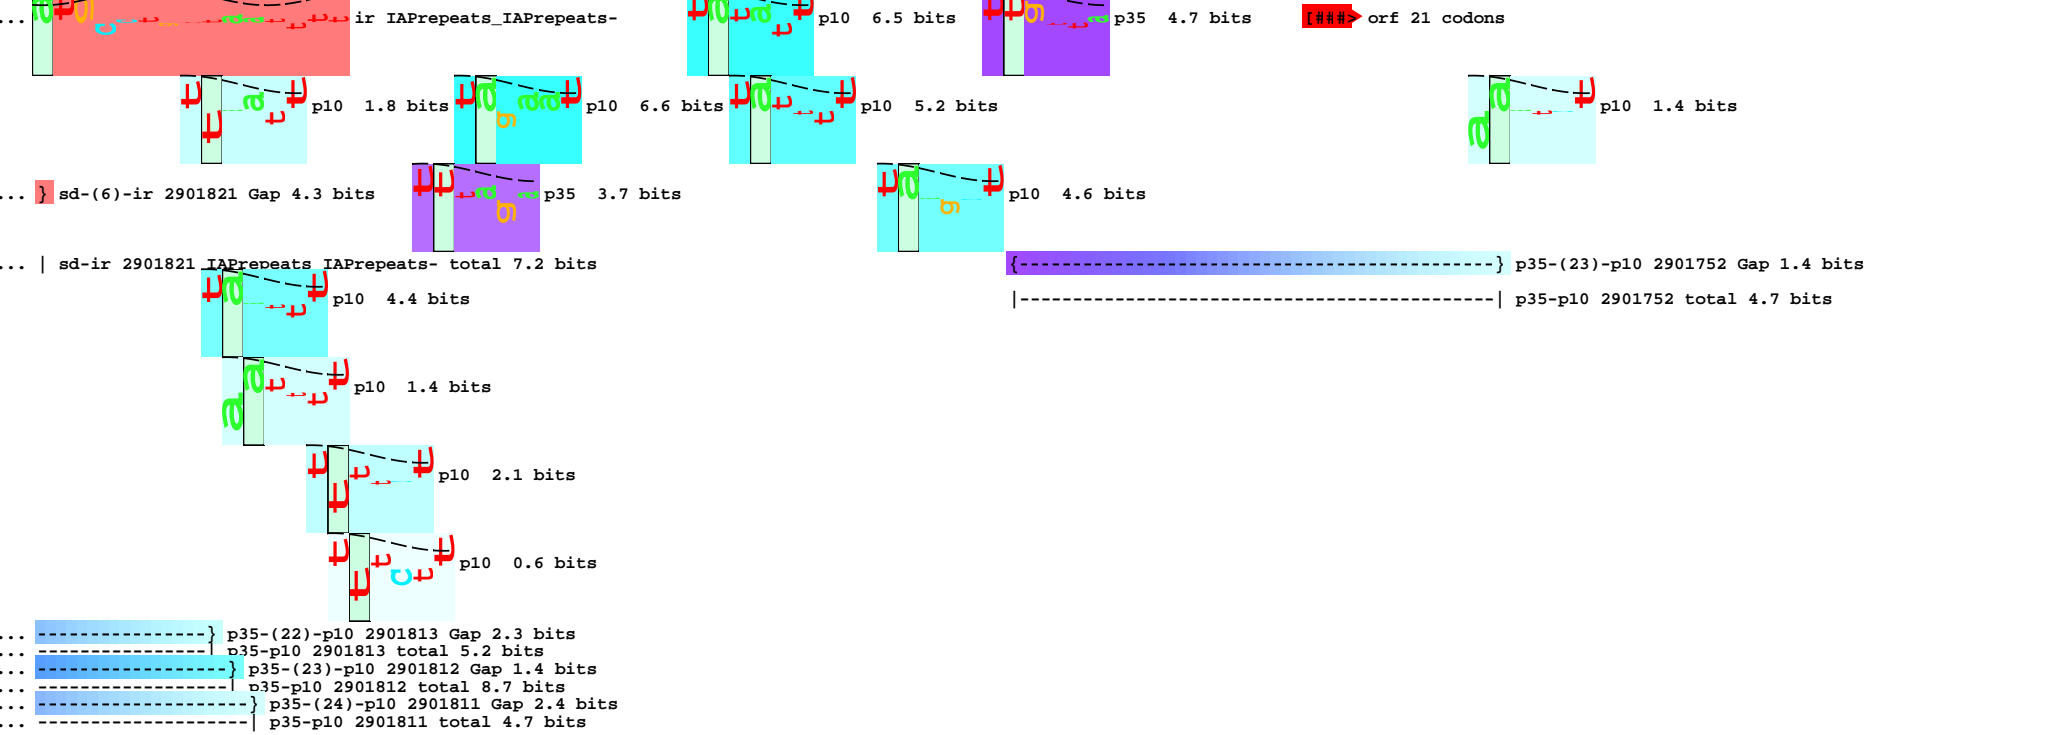 ... ir IAPrepeats_IAPrepeats- p10 6.5 bits p35 4.7 bits [###> orf 21 codons
p10 1.8 bits p10 6.6 bits p10 5.2 bits p10 1.4 bits
... } sd-(6)-ir 2901821 Gap 4.3 bits p35 3.7 bits p10 4.6 bits
... | sd-ir 2901821 IAPrepeats_IAPrepeats- total 7.2 bits {---------------------------------------------} p35-(23)-p10 2901752 Gap 1.4 bits
p10 4.4 bits |---------------------------------------------| p35-p10 2901752 total 4.7 bits
p10 1.4 bits
p10 2.1 bits
p10 0.6 bits
... ----------------} p35-(22)-p10 2901813 Gap 2.3 bits
... ----------------| p35-p10 2901813 total 5.2 bits
... ------------------} p35-(23)-p10 2901812 Gap 1.4 bits
... ------------------| p35-p10 2901812 total 8.7 bits
... --------------------} p35-(24)-p10 2901811 Gap 2.4 bits
... --------------------| p35-p10 2901811 total 4.7 bits